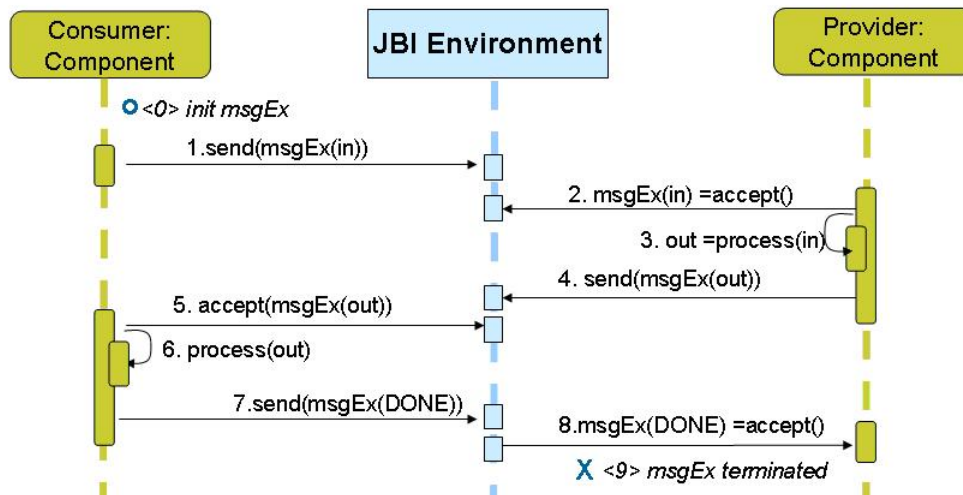 Consumer:
Component
JBI Environment
Provider:
Component
<0> init msgEx
1.send(msgEx(in))
2. msgEx(in) =accept()
3. out =process(in)
4. send(msgEx(out))
5. accept(msgEx(out))
6. process(out)
7.send(msgEx(DONE))
8.msgEx(DONE) =accept()
X <9> msgEx terminated